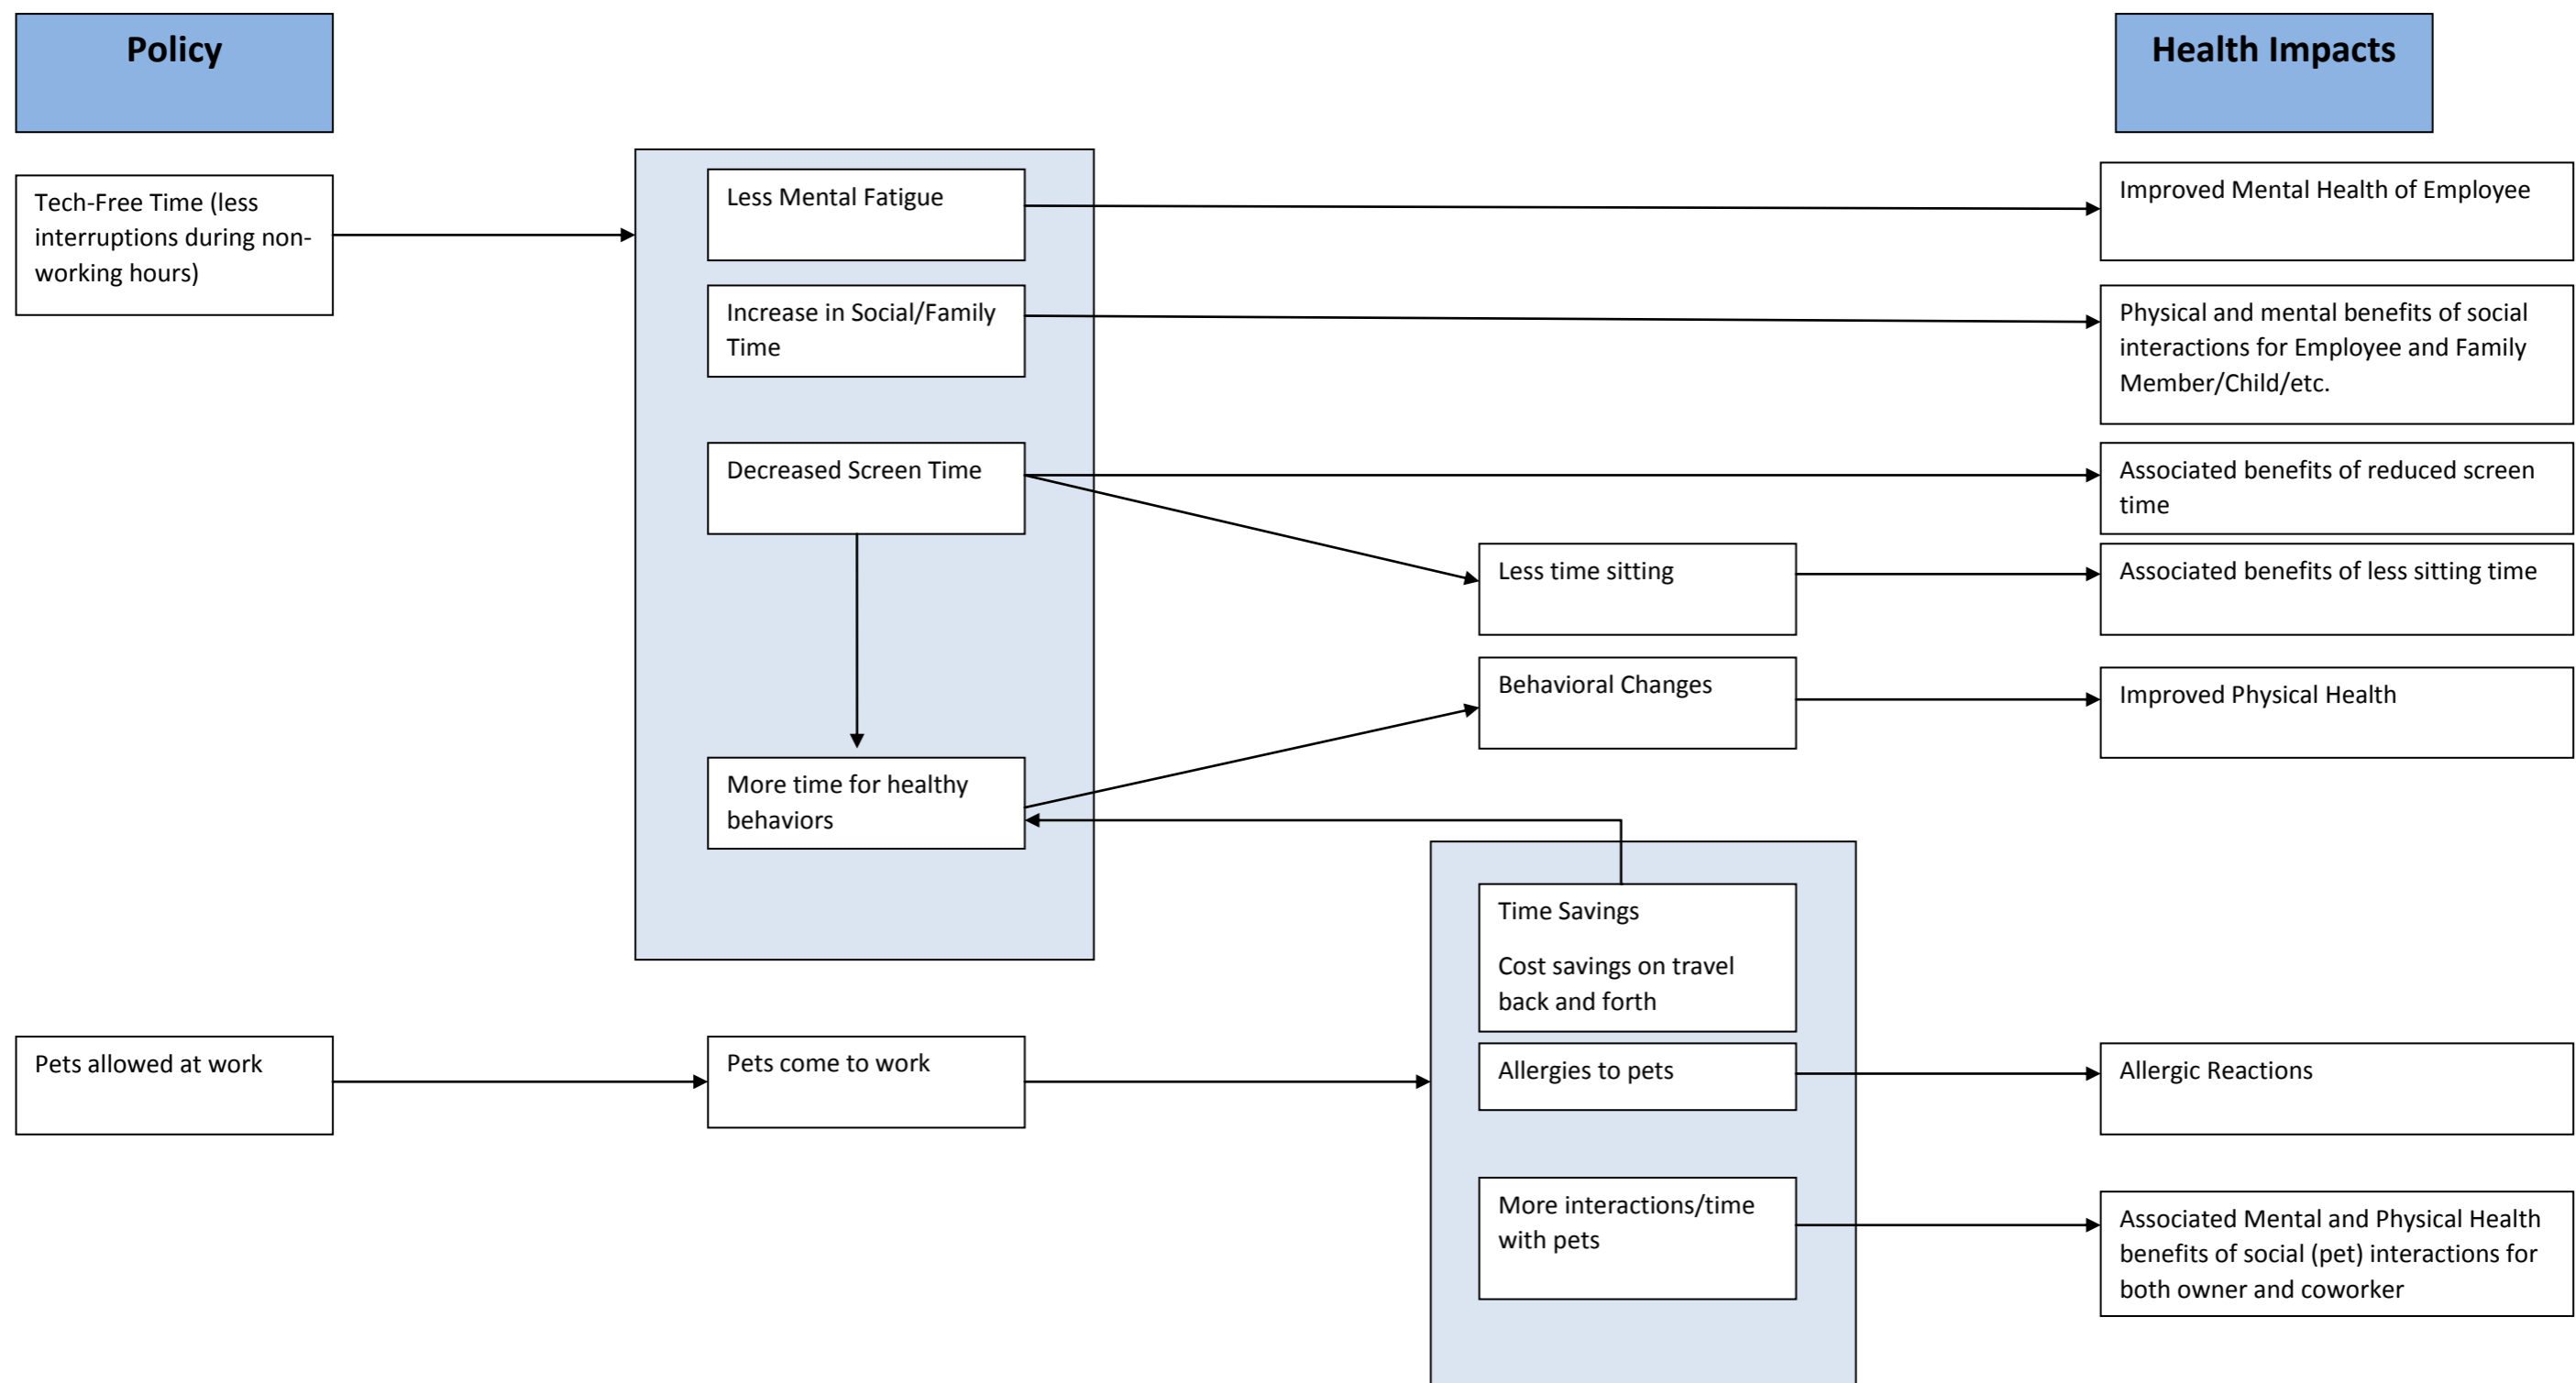 Policy
Health Impacts
Tech-Free Time (less
interruptions during non-
working hours)
Less Mental Fatigue
Improved Mental Health of Employee
Increase in Social/Family
Time
Physical and mental benefits of social
interactions for Employee and Family
Member/Child/etc.
Decreased Screen Time
Associated benefits of reduced screen
time
Less time sitting
Associated benefits of less sitting time
Behavioral Changes
Improved Physical Health
More time for healthy
behaviors
Time Savings
Cost savings on travel
back and forth
Pets allowed at work
Pets come to work
Allergies to pets
Allergic Reactions
More interactions/time
with pets
Associated Mental and Physical Health
benefits of social (pet) interactions for
both owner and coworker